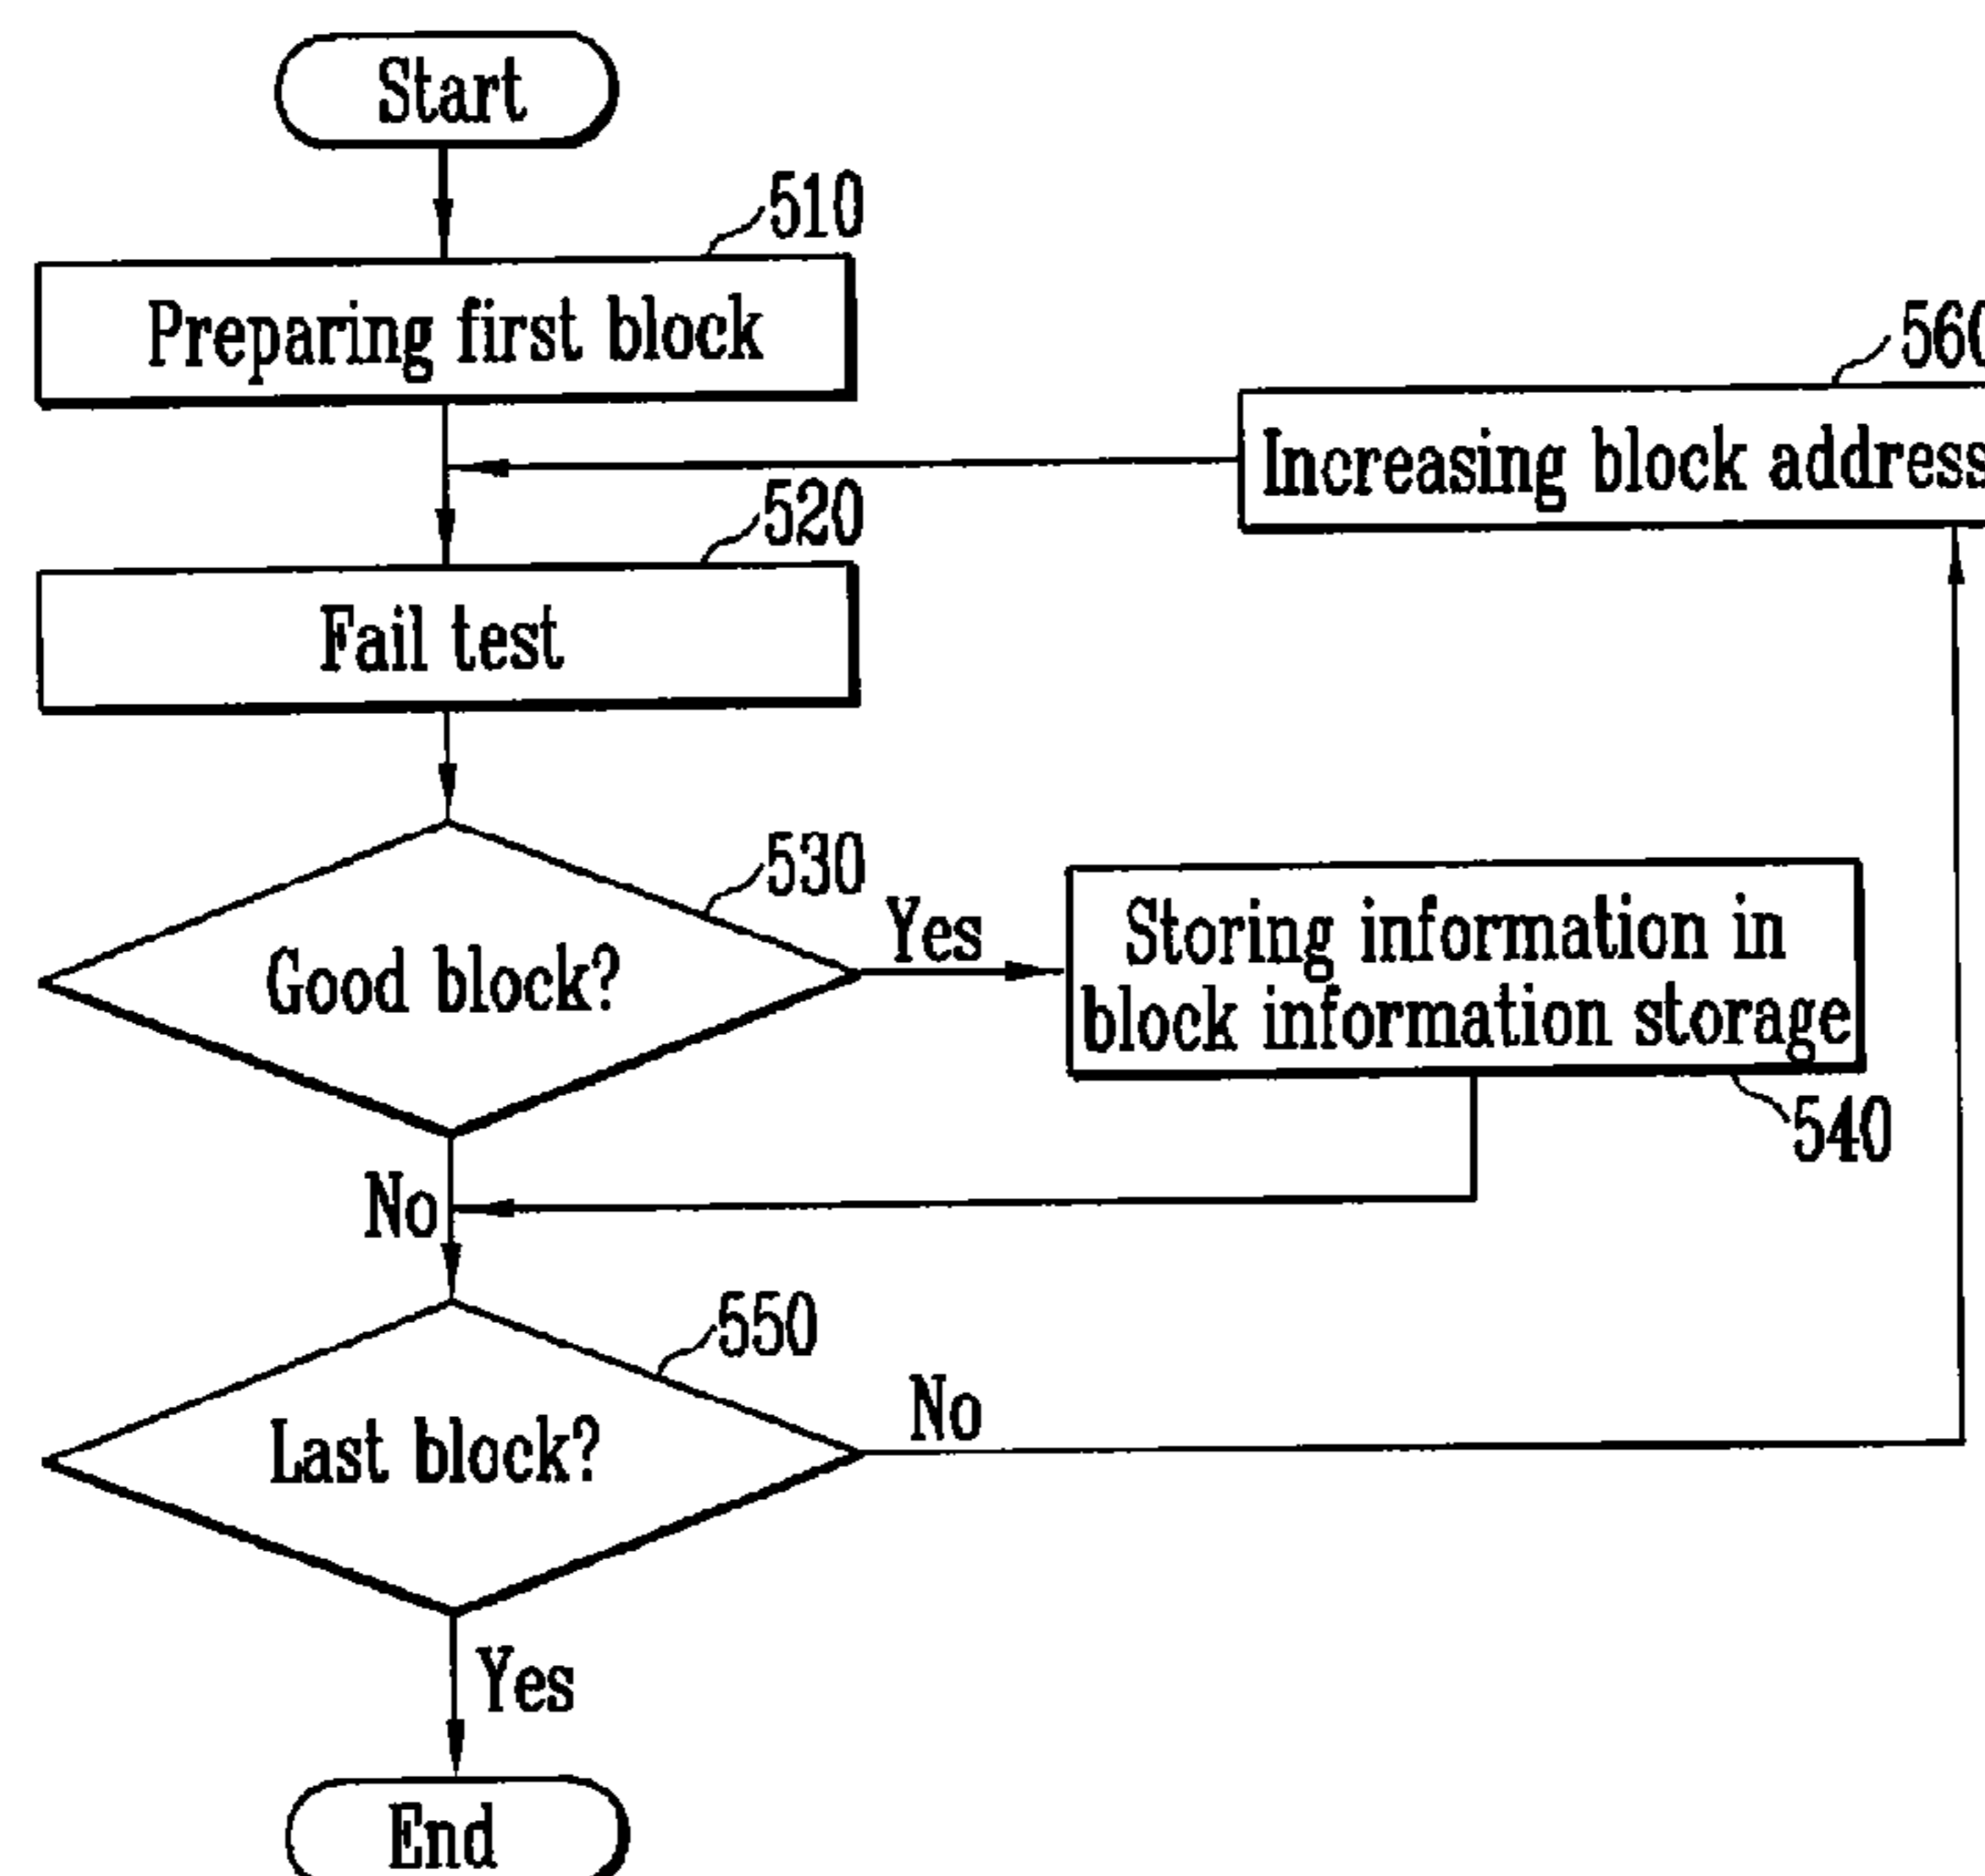 Start
510
Preparing first block
560
Increasing block address
520
Fail test
530
Good block?
Yes
Storing information in
block information storage
540
No
550
Last block?
No
Yes
End